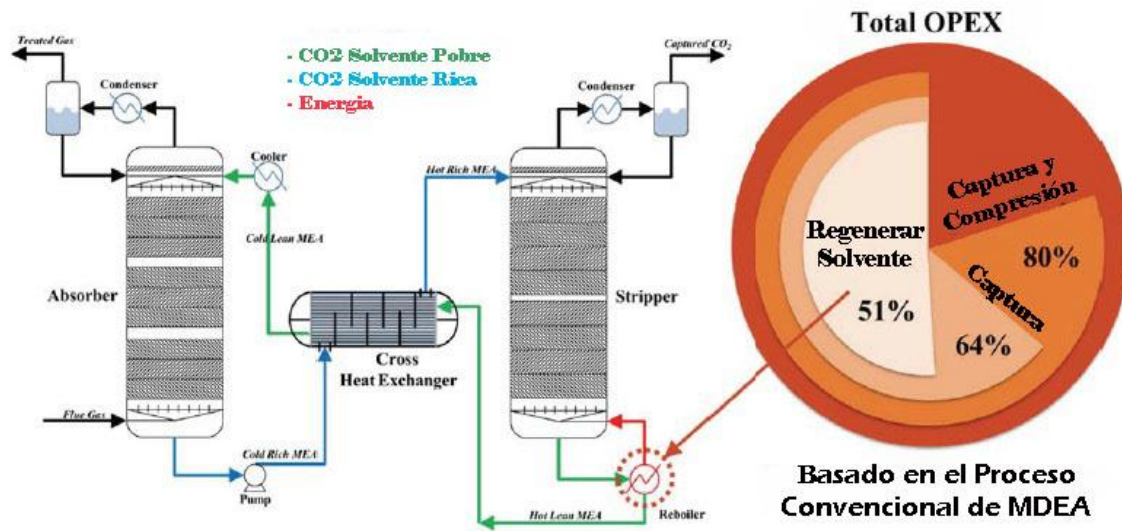 Treated Gas
Condenser
- CO2 Solvente Pobre
- CO2 Solvente Rica
- Energia
Condenser
Captured CO₂
Cooler
Hot Rich MEA
Cold Lean MEA
Absorber
Stripper
Cross
Heat Exchanger
Flue Gas
Cold Rich MEA
Pump
Hot Lean MEA
Reboiler
Total OPEX
Captura y
Compresión
80%
Captura
64%
Regenerar
Solvente
51%
Basado en el Proceso
Convencional de MDEA